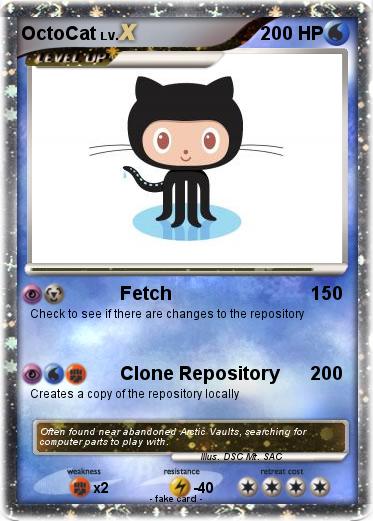 OctoCat LV.X 200 HP
LEVEL UP
Fetch 150
Check to see if there are changes to the repository
Clone Repository 200
Creates a copy of the repository locally
Often found near abandoned Arctic Vaults, searching for
computer parts to play with.
Illus. DSC Mt. SAC
weakness resistance retreat cost
x2 -40
- fake card -